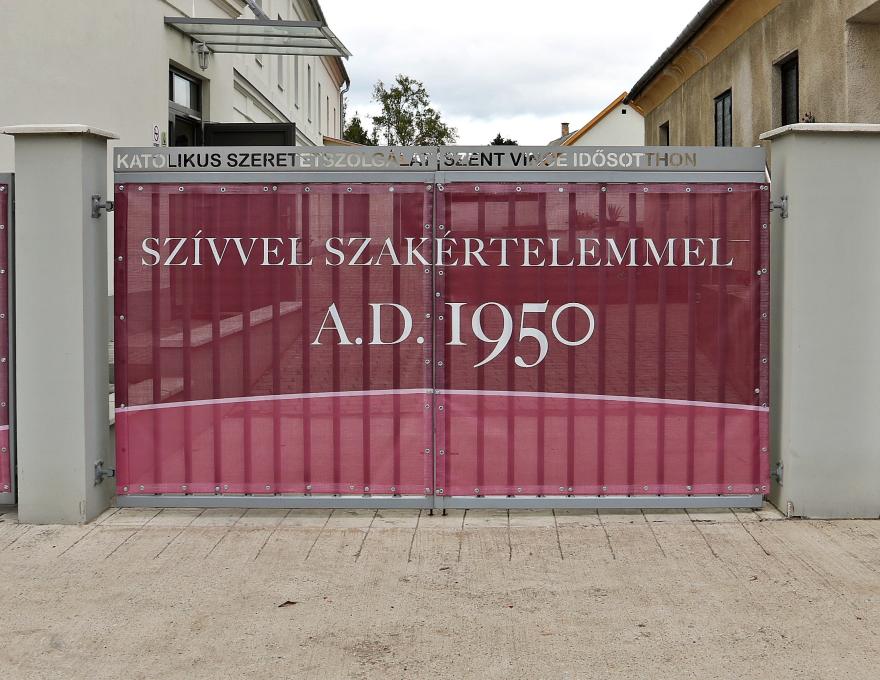 KATOLIKUS SZERETETSZOLGÁLAT SZENT VINCE IDŐSOTTHON
SZÍVVEL SZAKÉRTELEMMEL
A.D. 1950